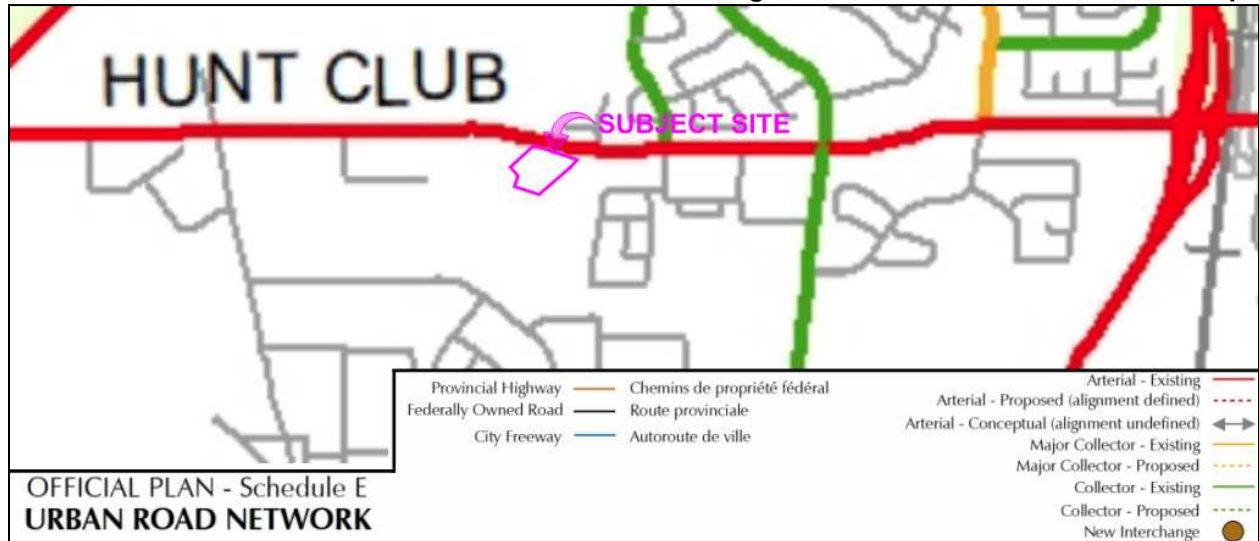 HUNT CLUB
SUBJECT SITE
Provincial Highway Chemins de propriété fédéral
Federally Owned Road Route provinciale
City Freeway Autoroute de ville
Arterial - Existing
Arterial - Proposed (alignment defined)
Arterial - Conceptual (alignment undefined)
Major Collector - Existing
Major Collector - Proposed
Collector - Existing
Collector - Proposed
New Interchange
OFFICIAL PLAN - Schedule E
URBAN ROAD NETWORK